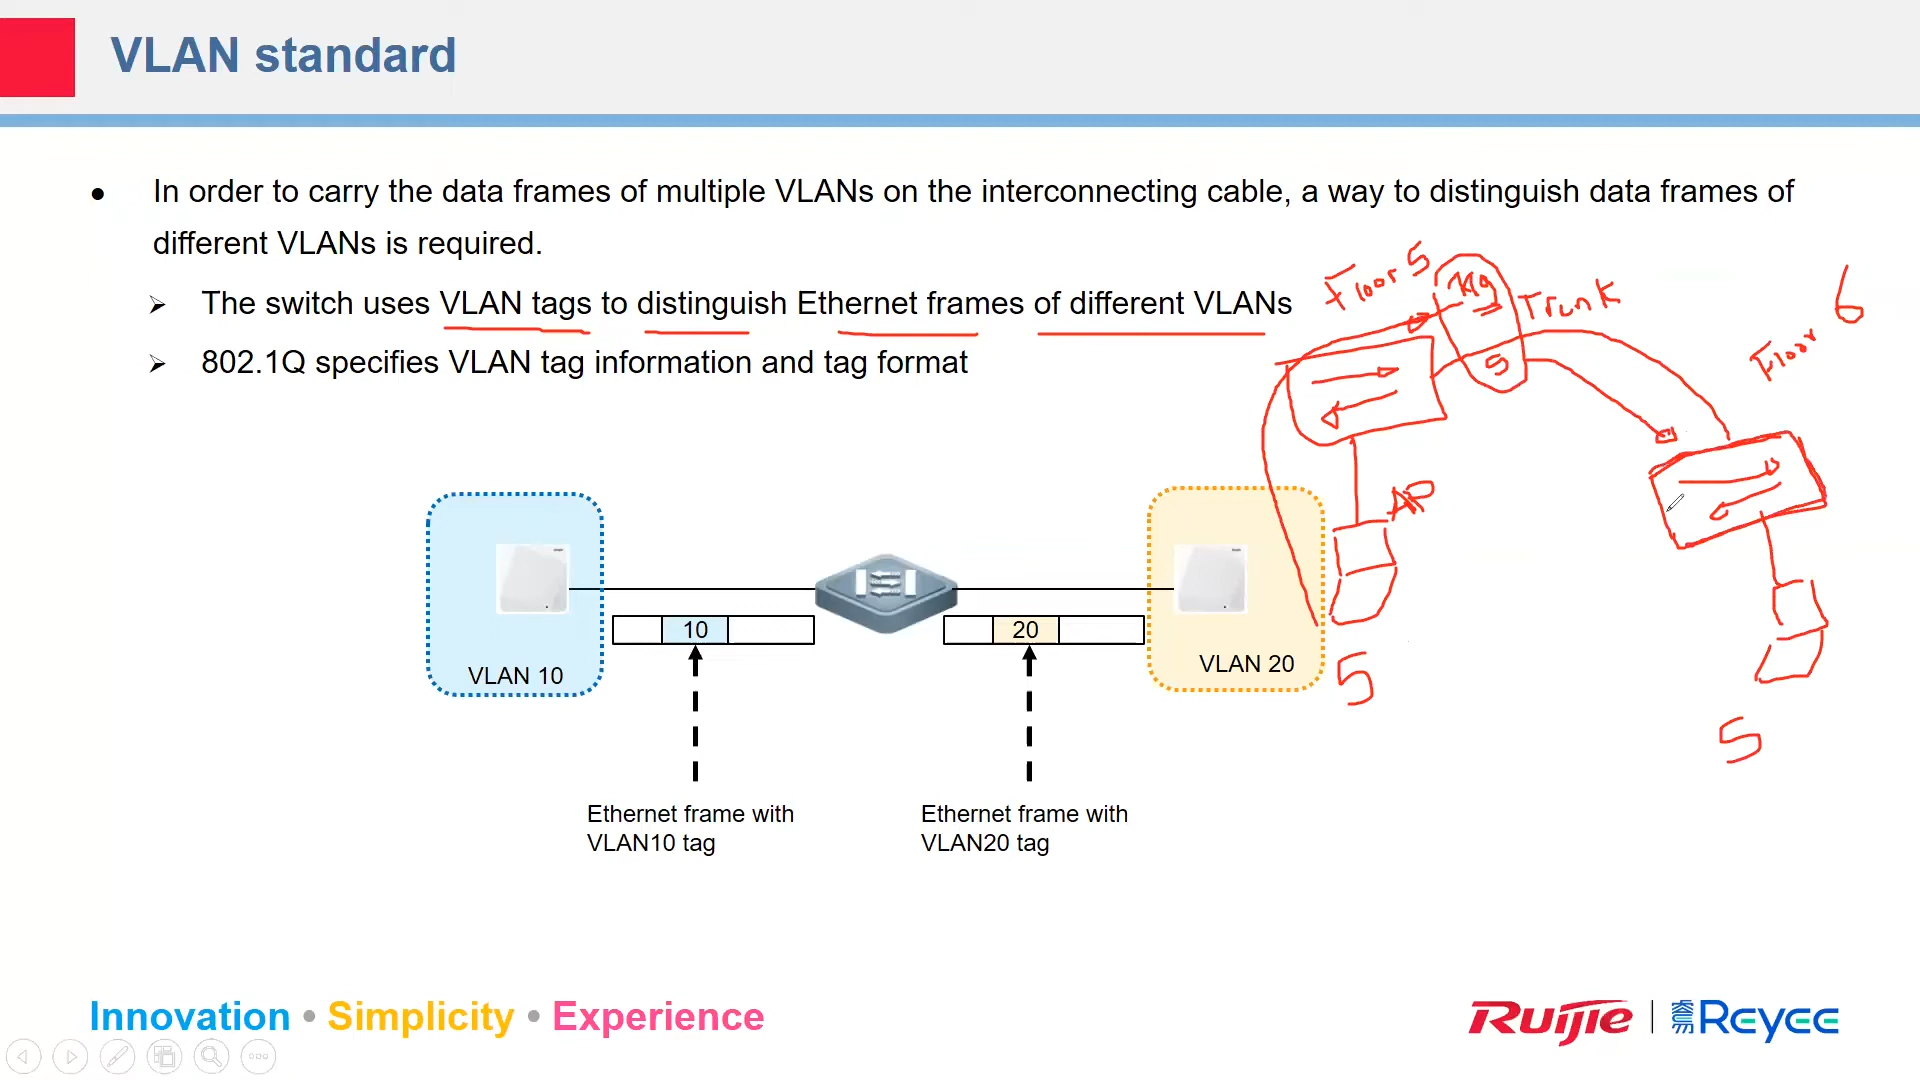 VLAN standard
● In order to carry the data frames of multiple VLANs on the interconnecting cable, a way to distinguish data frames of
different VLANs is required.
➢ The switch uses VLAN tags to distinguish Ethernet frames of different VLANs
➢ 802.1Q specifies VLAN tag information and tag format
Floor 5
Trunk
5
Floor 6
AP
5
5
10
20
VLAN 10
VLAN 20
Ethernet frame with
VLAN10 tag
Ethernet frame with
VLAN20 tag
Innovation • Simplicity • Experience
Ruijie | 睿易 Reyee